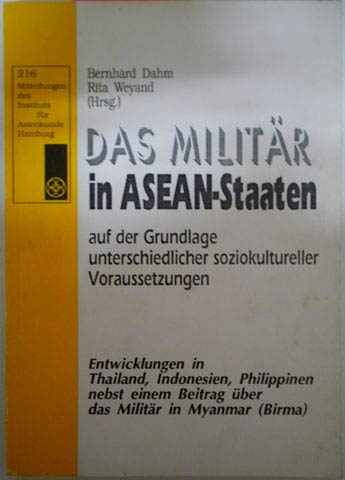 216
Mitteilungen
des
Instituts
für
Asienkunde
Hamburg
Bernhard Dahm
Rita Weyand
(Hrsg.)
DAS MILITÄR
in ASEAN-Staaten
auf der Grundlage
unterschiedlicher soziokultureller
Voraussetzungen
Entwicklungen in
Thailand, Indonesien, Philippinen
nebst einem Beitrag über
das Militär in Myanmar (Birma)